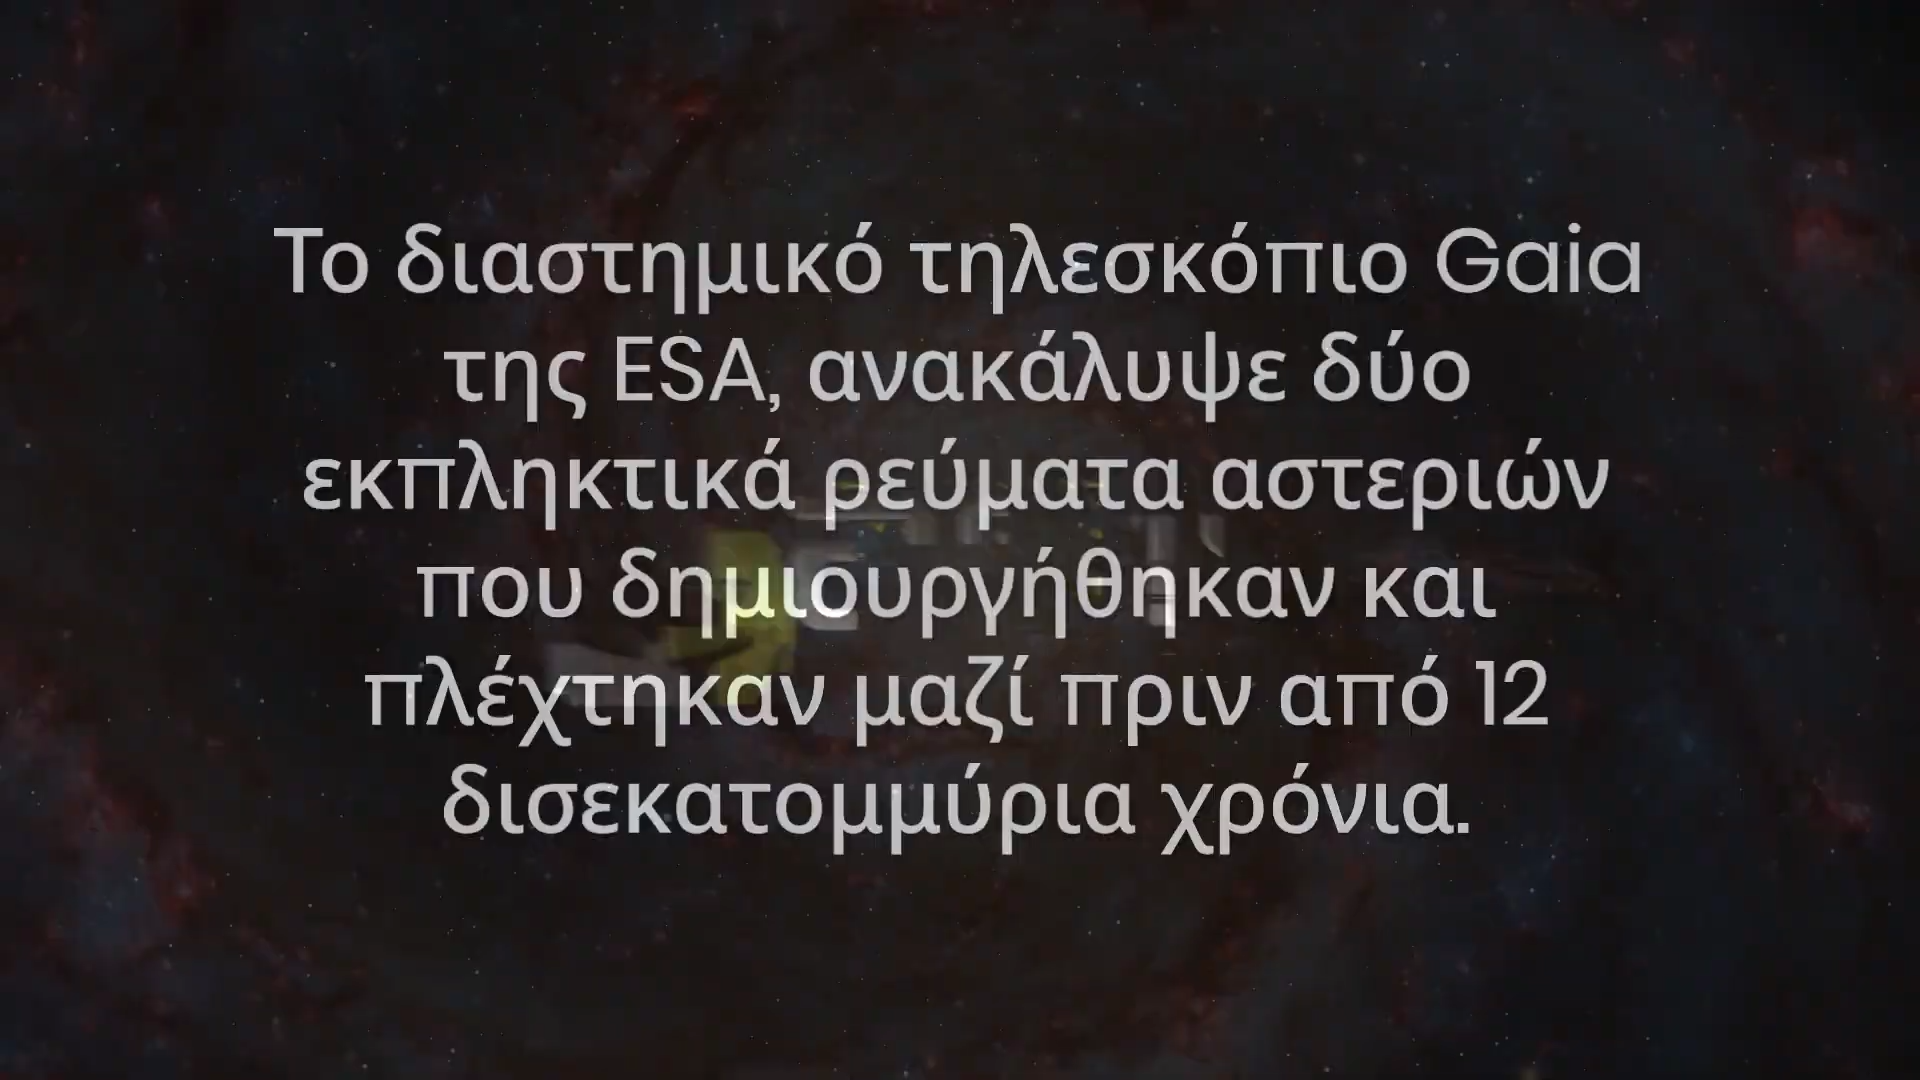 Το διαστημικό τηλεσκόπιο Gaia
της ESA, ανακάλυψε δύο
εκπληκτικά ρεύματα αστεριών
που δημιουργήθηκαν και
πλέχτηκαν μαζί πριν από 12
δισεκατομμύρια χρόνια.